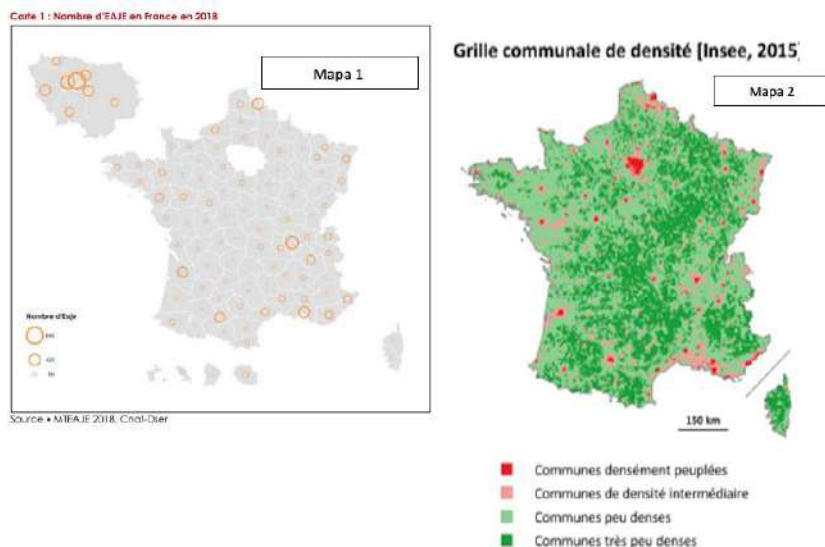 Carte 1 : Nombre d'EAJE en France en 2018
Mapa 1
Nombre d'Eaje
Source • MTEAJE 2018, Cnaf-Dser
Grille communale de densité [Insee, 2015]
Mapa 2
150 km
Communes densément peuplées
Communes de densité intermédiaire
Communes peu denses
Communes très peu denses